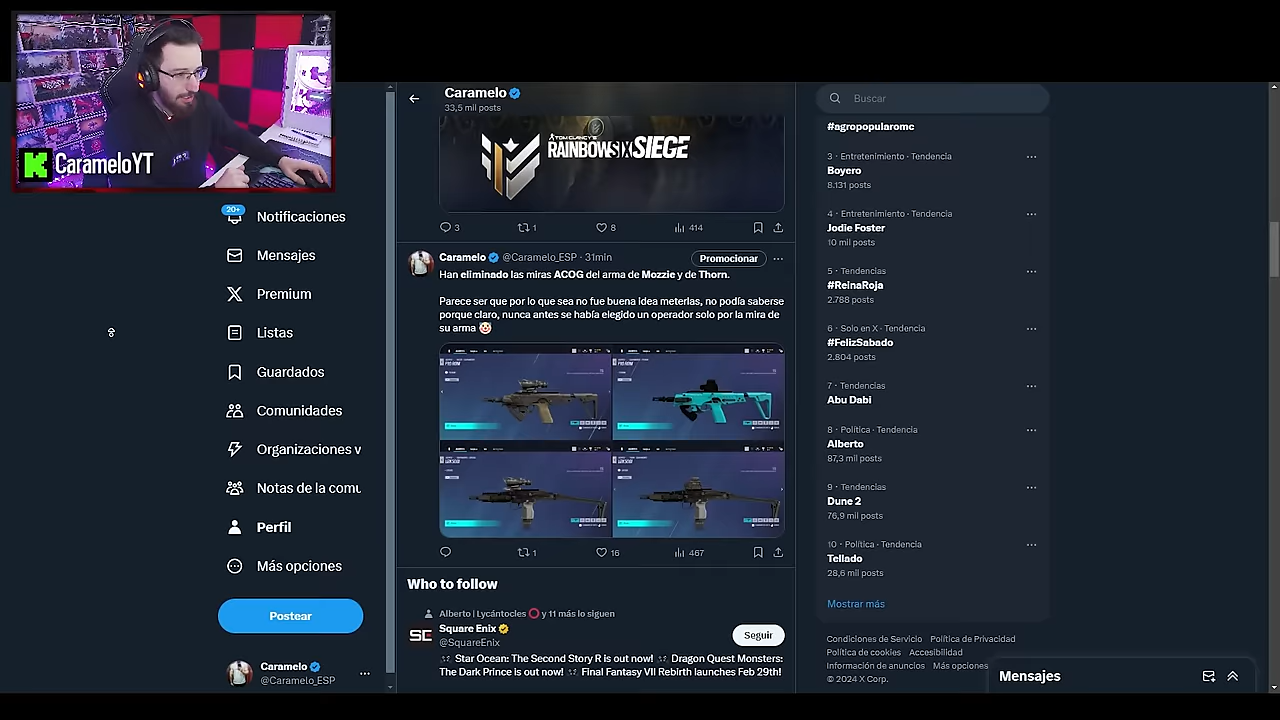 CarameloYT
20+
Notificaciones
Mensajes
Premium
Listas
Guardados
Comunidades
Organizaciones v
Notas de la comu
Perfil
Más opciones
Postear
Caramelo
@Caramelo_ESP
Caramelo
33,5 mil posts
TOM CLANCY'S
RAINBOWSIX SIEGE
3 1 8 414
Caramelo @Caramelo_ESP · 31min
Promocionar
Han eliminado las miras ACOG del arma de Mozzie y de Thorn.
Parece ser que por lo que sea no fue buena idea meterlas, no podía saberse
porque claro, nunca antes se había elegido un operador solo por la mira de
su arma 🤡
1 16 467
Who to follow
Alberto | Lycántocles ⭕ y 11 más lo siguen
SE
Square Enix
@SquareEnix
Seguir
Star Ocean: The Second Story R is out now! Dragon Quest Monsters:
The Dark Prince is out now! Final Fantasy VII Rebirth launches Feb 29th!
Buscar
#agropopularomc
3 · Entretenimiento · Tendencia
Boyero
8.131 posts
4 · Entretenimiento · Tendencia
Jodie Foster
10 mil posts
5 · Tendencias
#ReinaRoja
2.788 posts
6 · Solo en X · Tendencia
#FelizSabado
2.804 posts
7 · Tendencias
Abu Dabi
8 · Política · Tendencia
Alberto
87,3 mil posts
9 · Tendencias
Dune 2
76,9 mil posts
10 · Política · Tendencia
Tellado
28,6 mil posts
Mostrar más
Condiciones de Servicio Política de Privacidad
Política de cookies Accesibilidad
Información de anuncios Más opciones
© 2024 X Corp.
Mensajes